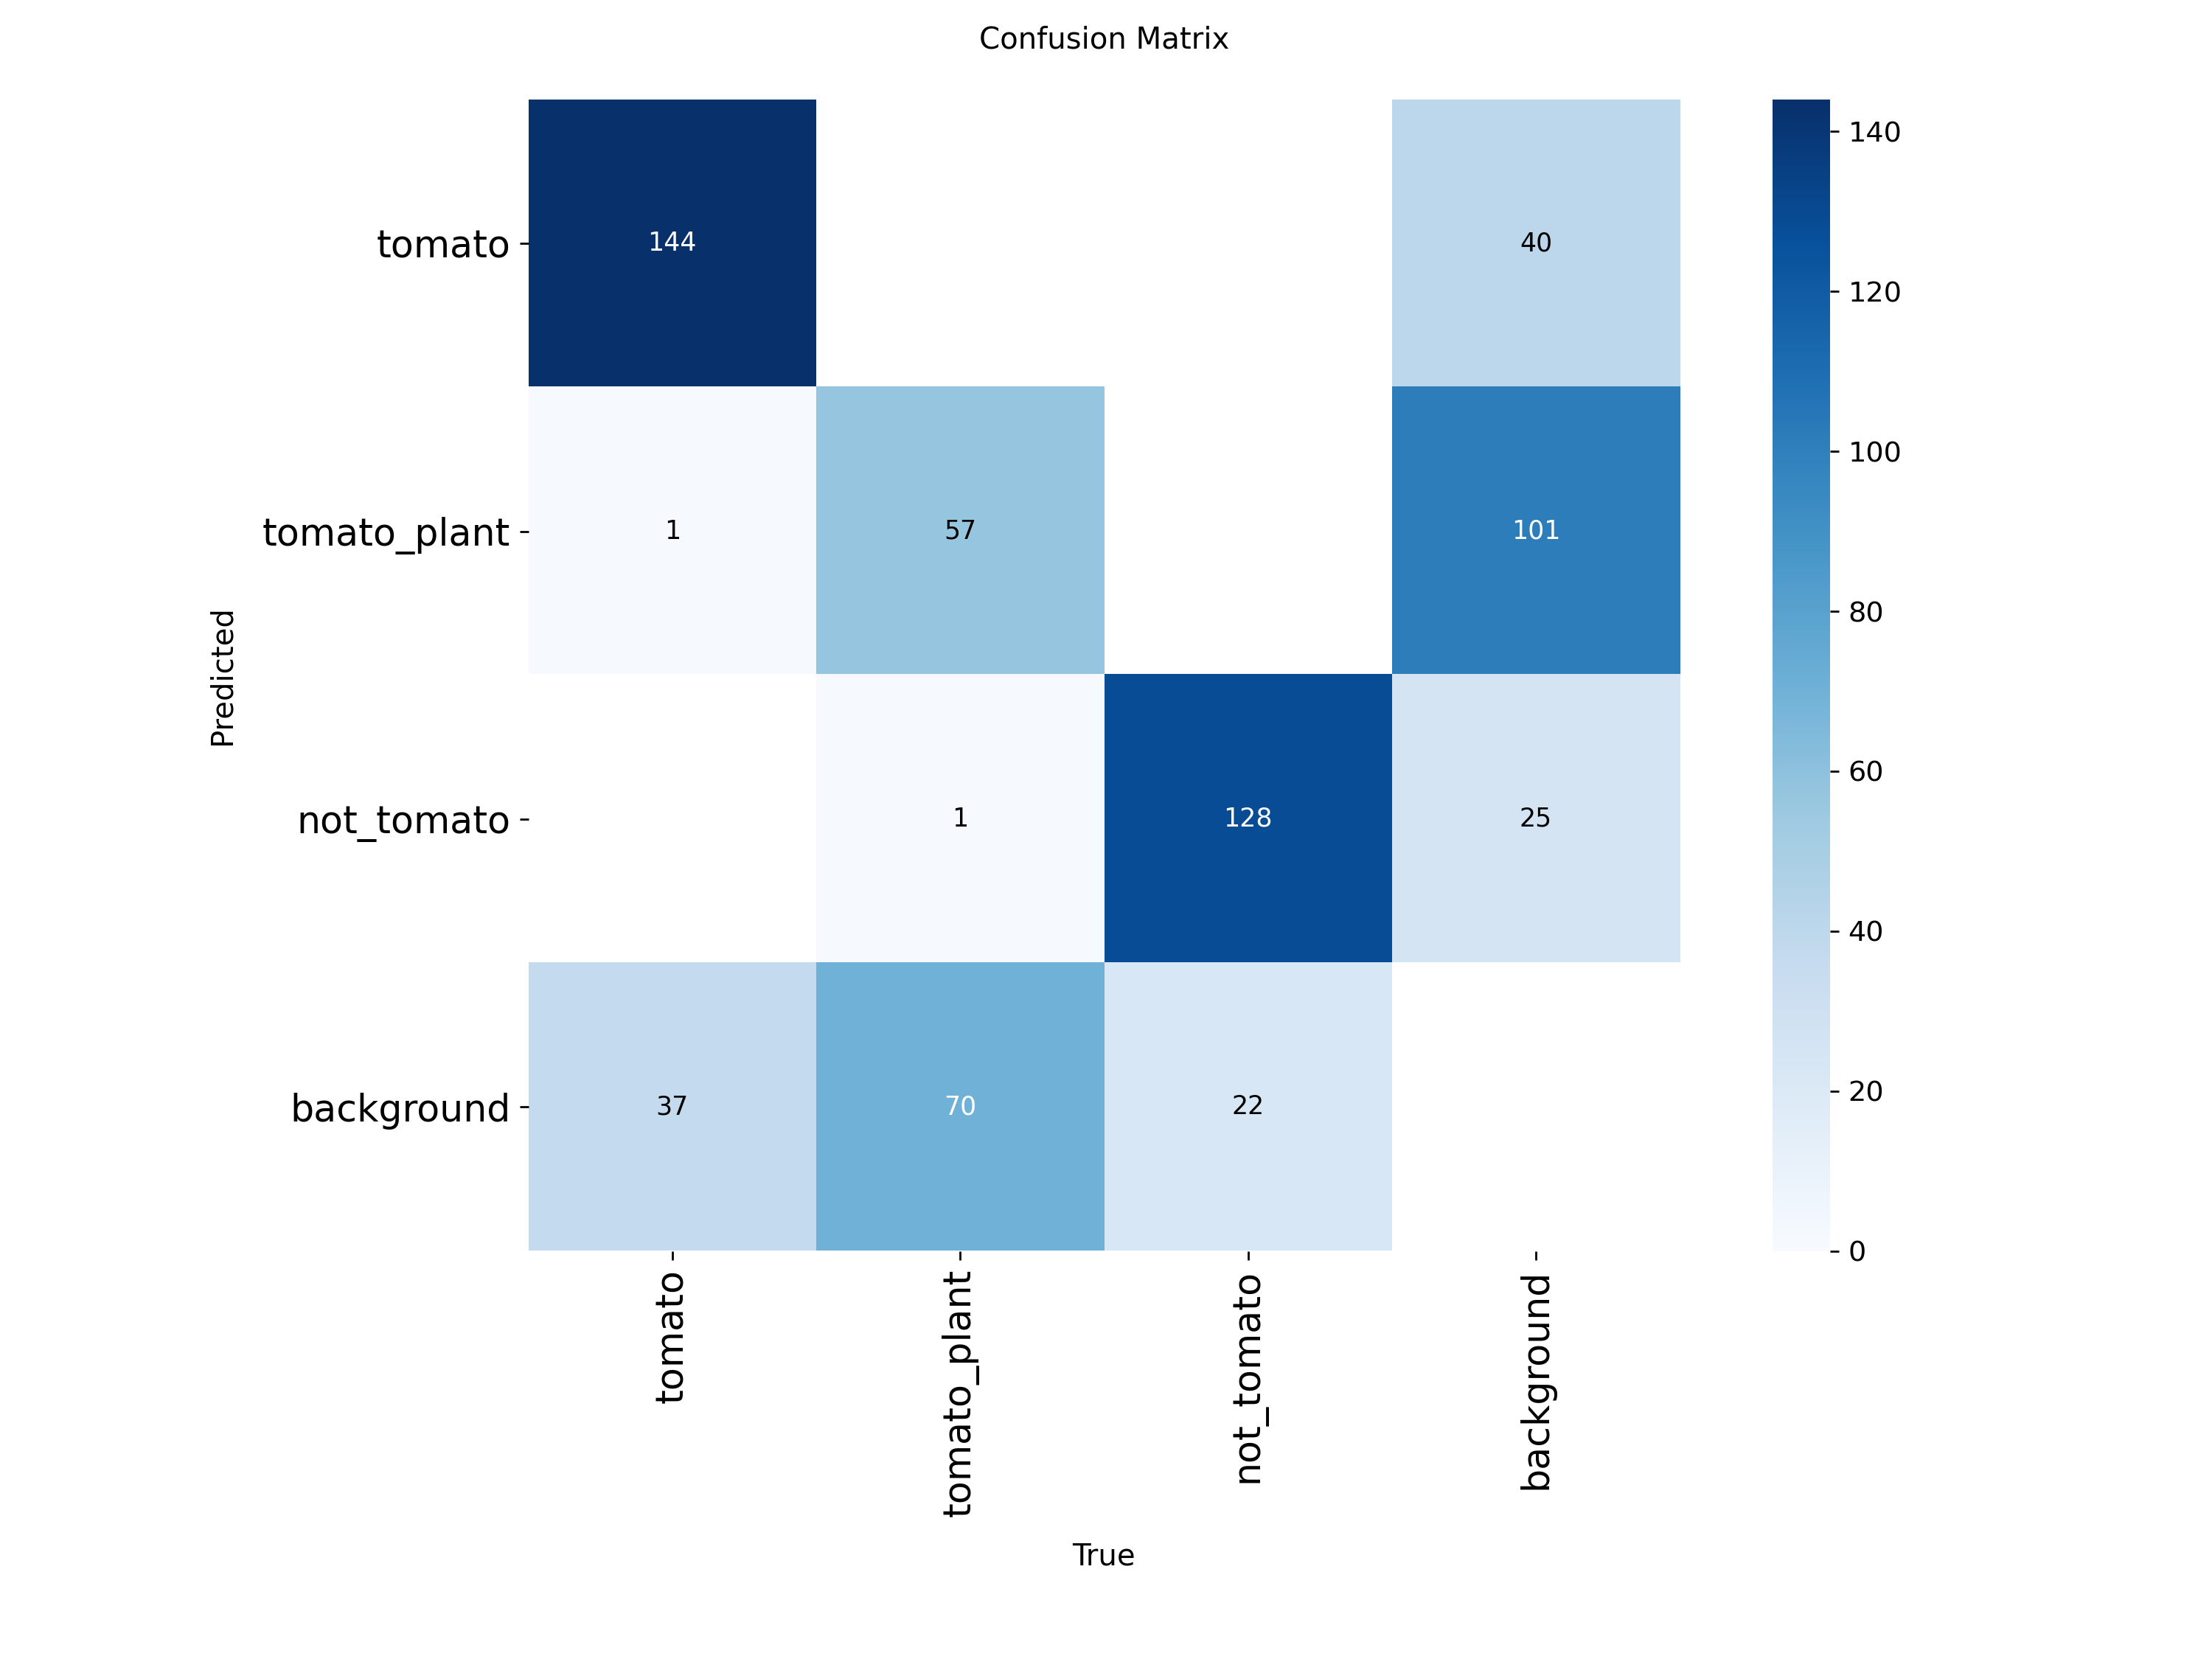 Confusion Matrix
tomato
144
40
tomato_plant
1
57
101
not_tomato
1
128
25
background
37
70
22
Predicted
tomato
tomato_plant
not_tomato
background
True
140
120
100
80
60
40
20
0